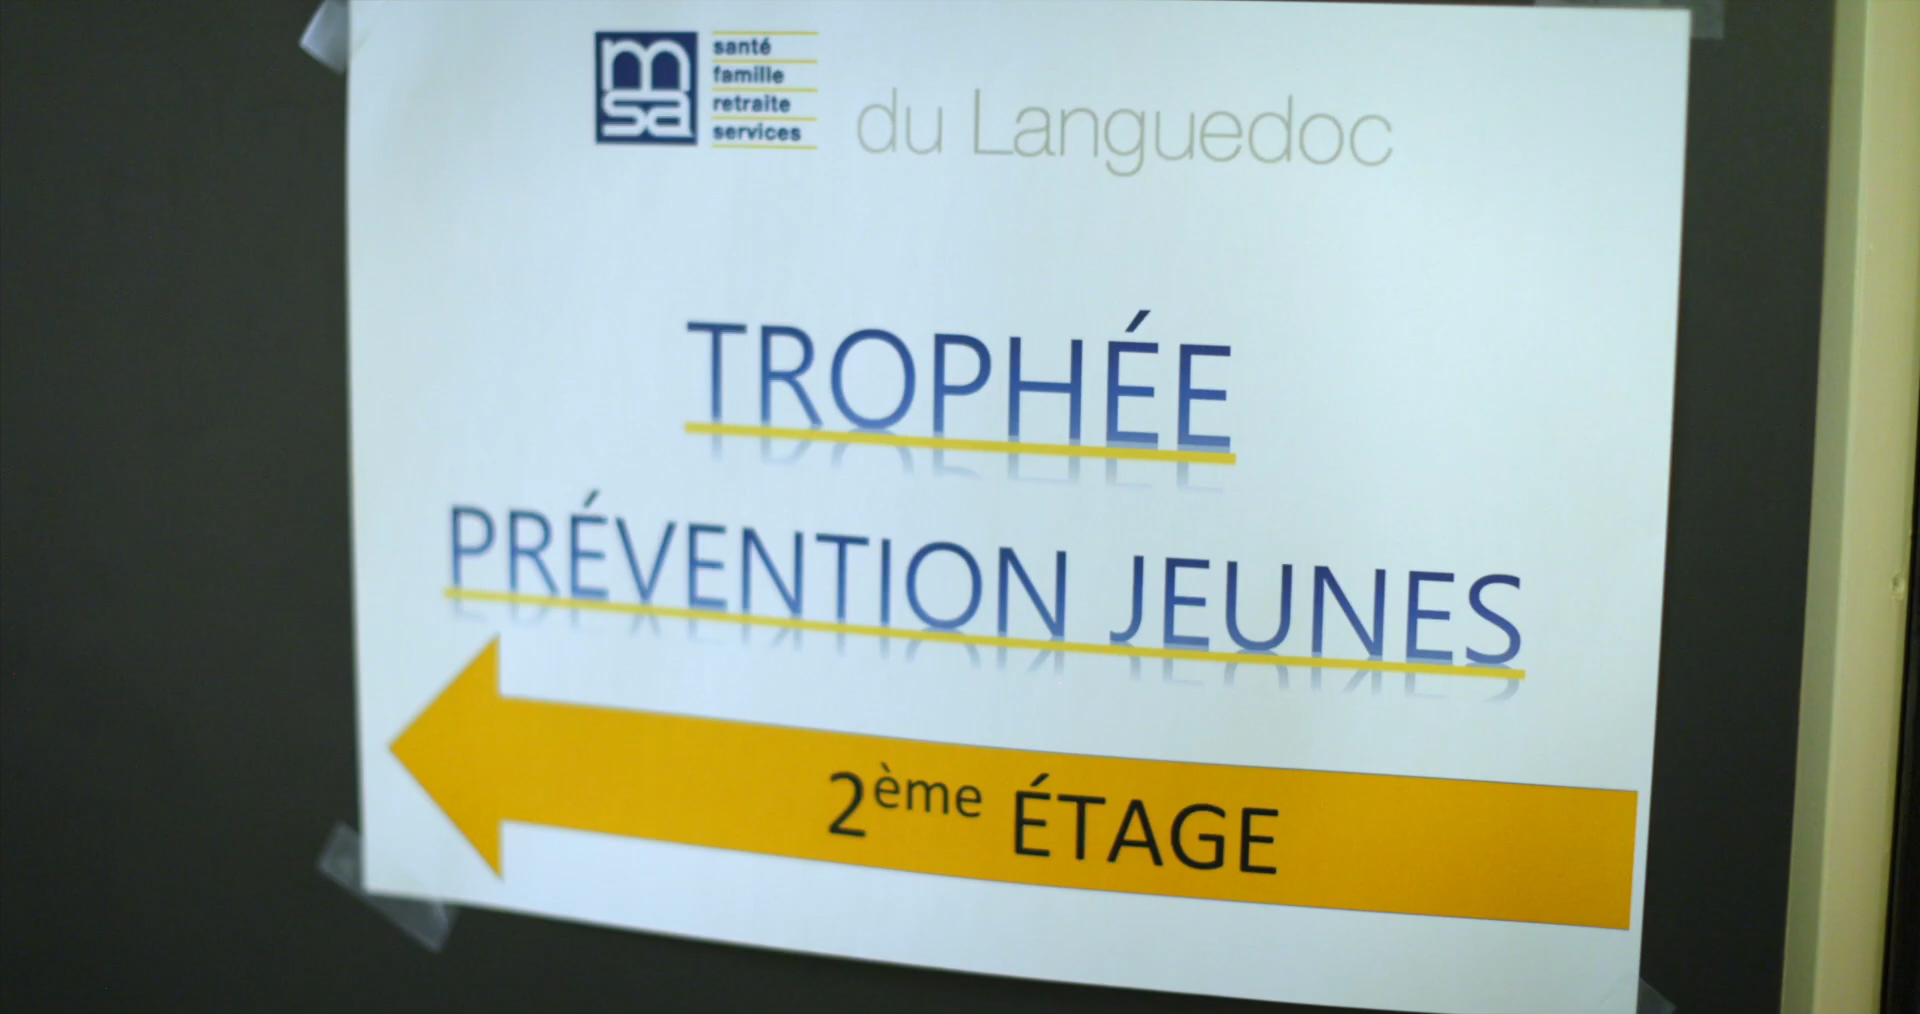 msa
santé
famille
retraite
services
du Languedoc
TROPHÉE
PRÉVENTION JEUNES
2ème ÉTAGE